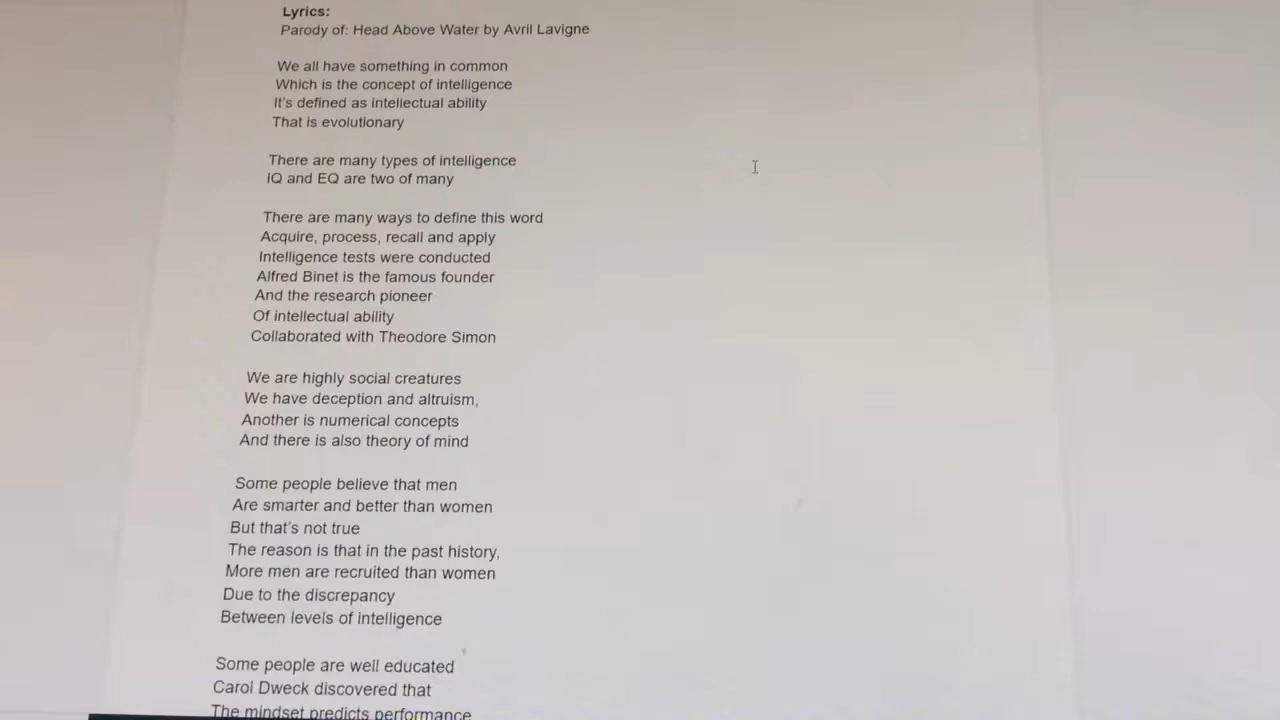 Lyrics:
Parody of: Head Above Water by Avril Lavigne
We all have something in common
Which is the concept of intelligence
It's defined as intellectual ability
That is evolutionary
There are many types of intelligence
IQ and EQ are two of many
There are many ways to define this word
Acquire, process, recall and apply
Intelligence tests were conducted
Alfred Binet is the famous founder
And the research pioneer
Of intellectual ability
Collaborated with Theodore Simon
We are highly social creatures
We have deception and altruism,
Another is numerical concepts
And there is also theory of mind
Some people believe that men
Are smarter and better than women
But that's not true
The reason is that in the past history,
More men are recruited than women
Due to the discrepancy
Between levels of intelligence
Some people are well educated
Carol Dweck discovered that
The mindset predicts performance